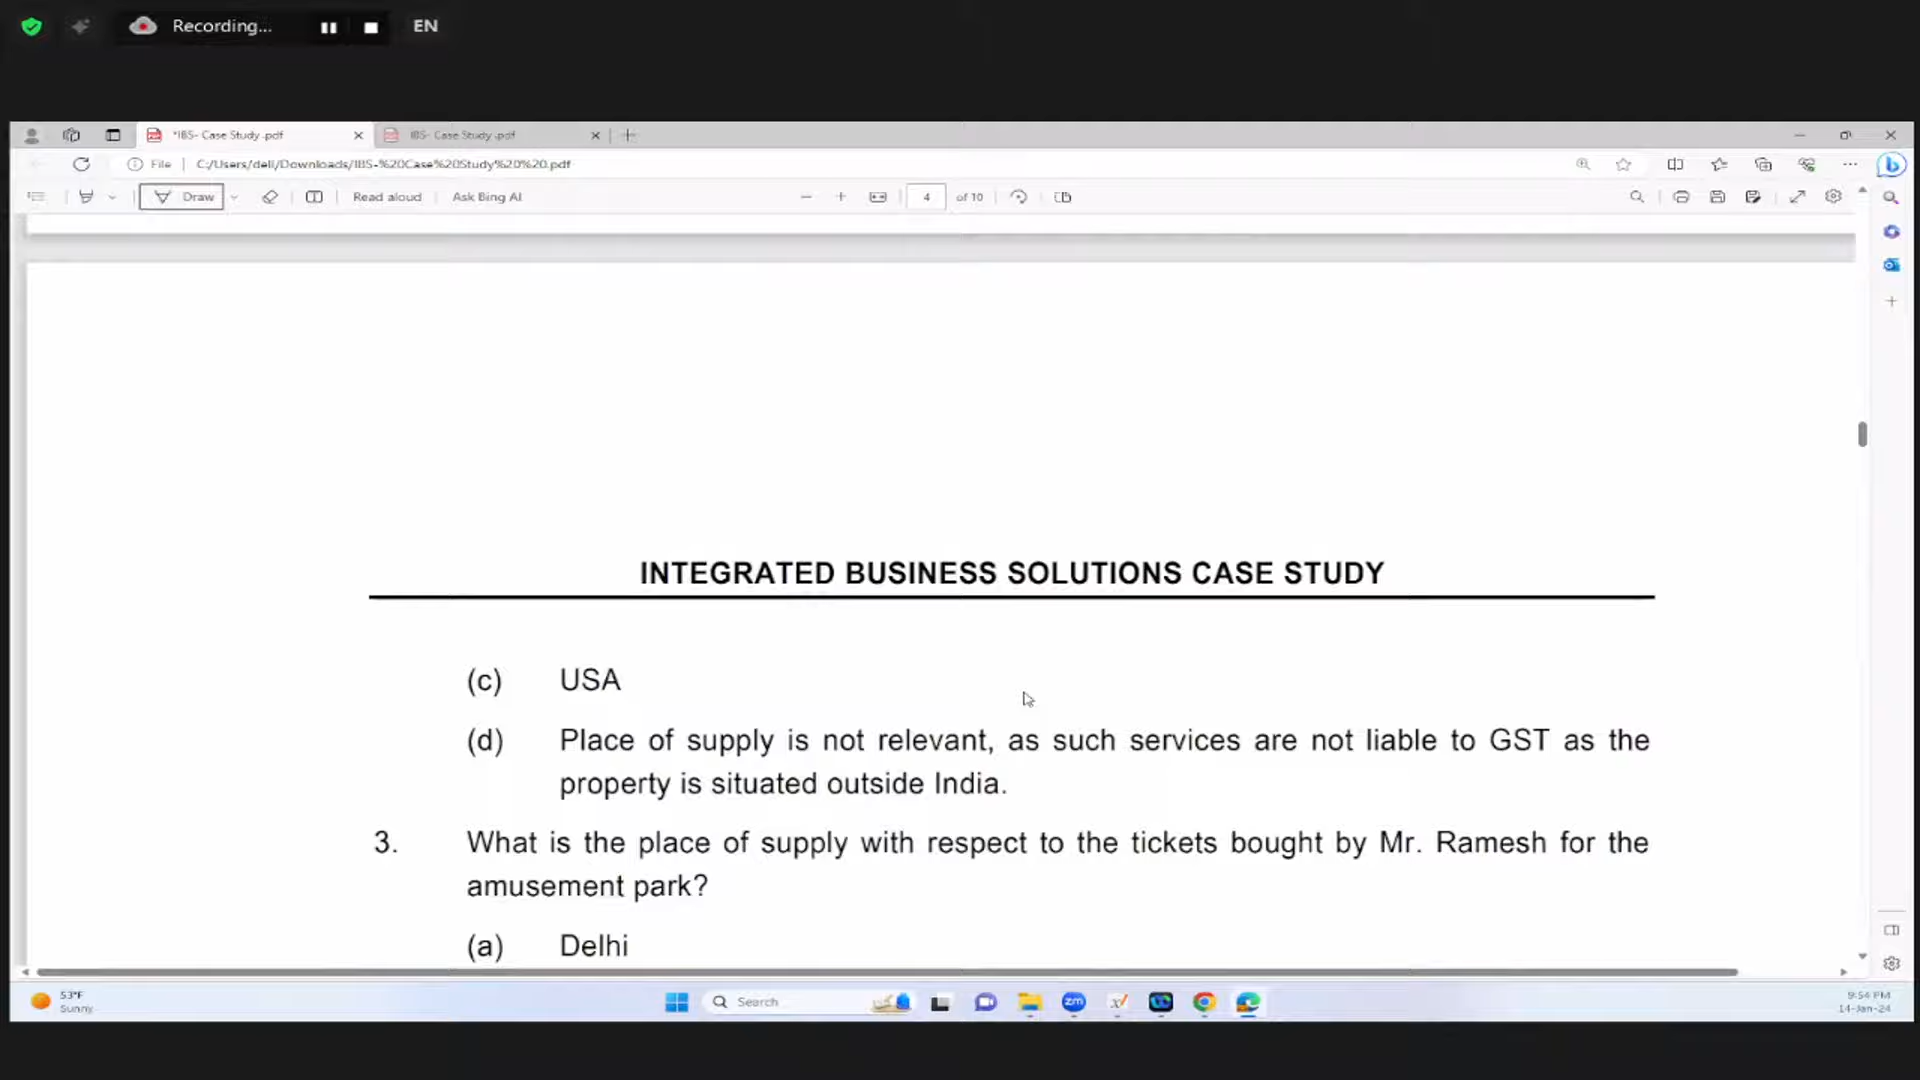 Recording...
EN
*IBS- Case Study .pdf
IBS- Case Study .pdf
File
C:/Users/dell/Downloads/IBS-%20Case%20Study%20%20.pdf
Draw
Read aloud
Ask Bing AI
4
of 10
INTEGRATED BUSINESS SOLUTIONS CASE STUDY
(c) USA
(d) Place of supply is not relevant, as such services are not liable to GST as the
property is situated outside India.
3. What is the place of supply with respect to the tickets bought by Mr. Ramesh for the
amusement park?
(a) Delhi
53°F
Sunny
Search
zm
9:54 PM
14-Jan-24